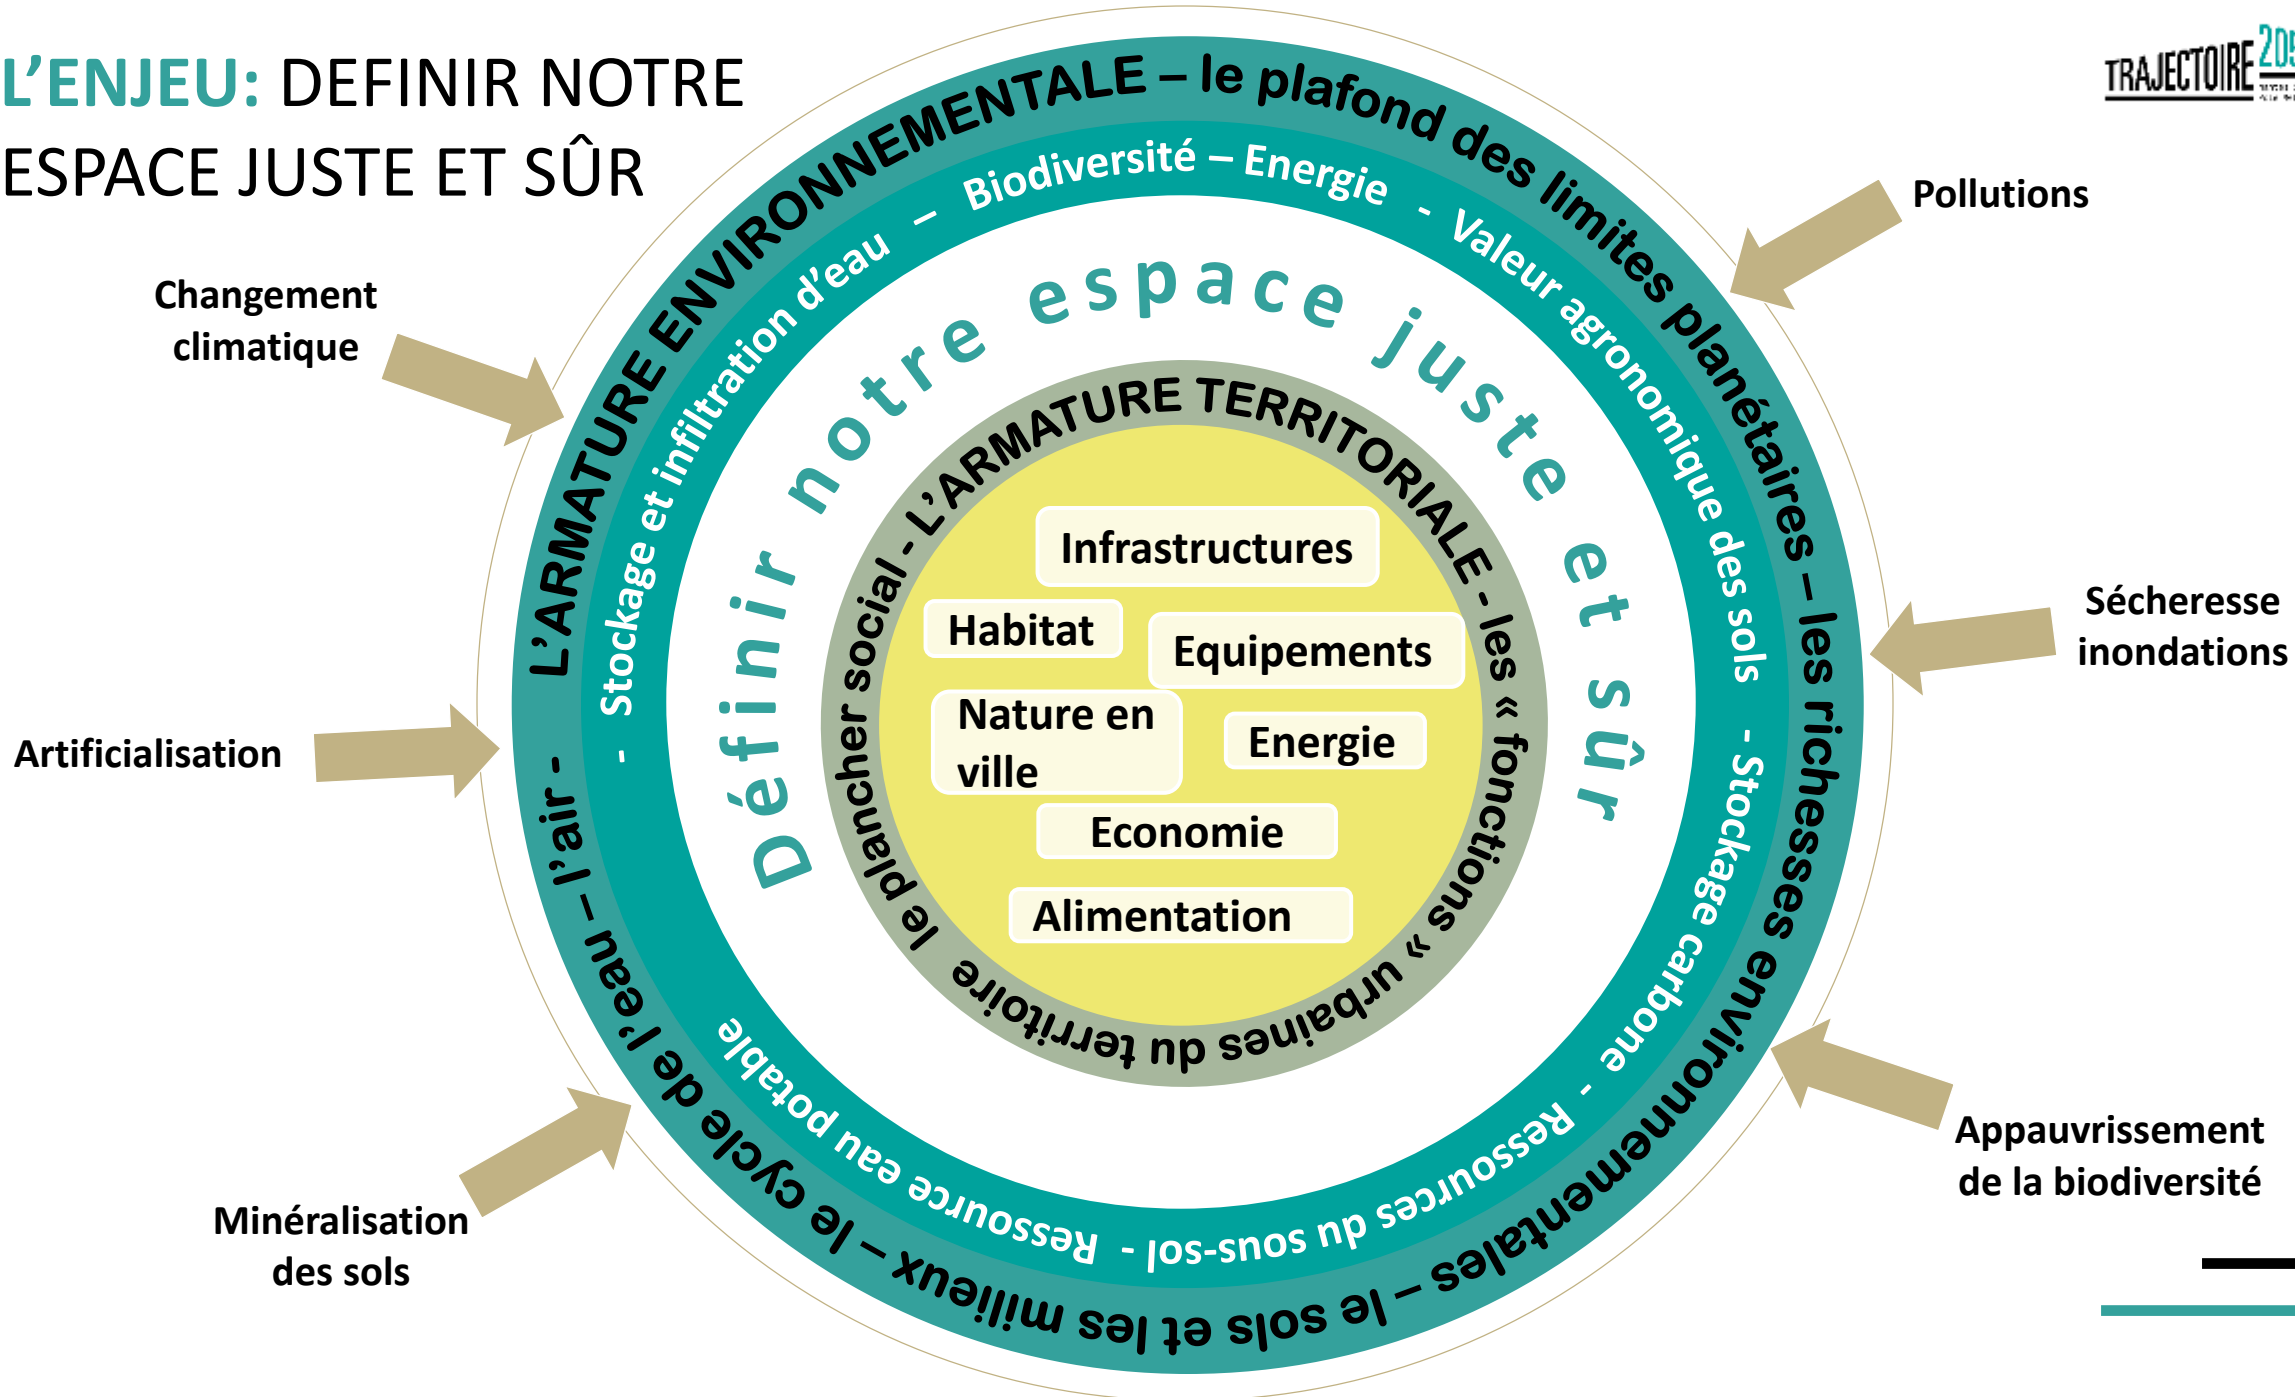 L’ENJEU: DEFINIR NOTRE
ESPACE JUSTE ET SÛR
TRAJECTOIRE
L’ARMATURE ENVIRONNEMENTALE – le plafond des limites planétaires – les richesses environnementales – le sols et les milieux – le cycle de l’eau – l’air -
- Stockage et infiltration d’eau – Biodiversité – Energie - Valeur agronomique des sols - Stockage carbone - Ressources du sous-sol - Ressource eau potable
Définir notre espace juste et sûr
le plancher social - L’ARMATURE TERRITORIALE - les « fonctions » urbaines du territoire
Infrastructures
Habitat
Equipements
Nature en
ville
Energie
Economie
Alimentation
Pollutions
Changement
climatique
Sécheresse
inondations
Artificialisation
Appauvrissement
de la biodiversité
Minéralisation
des sols